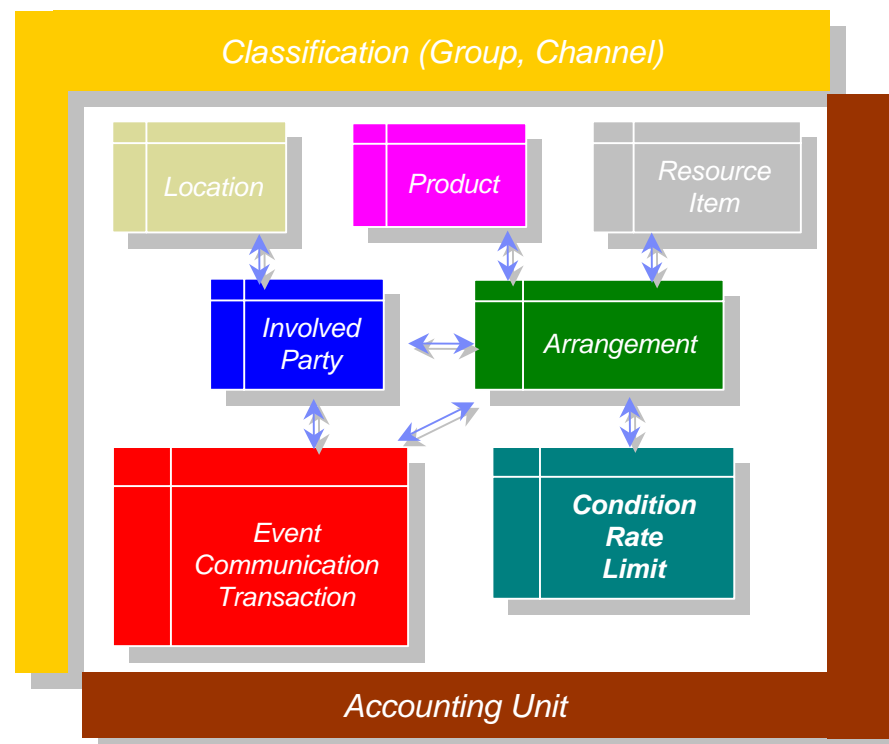 Classification (Group, Channel)
Location
Product
Resource
Item
Involved
Party
Arrangement
Event
Communication
Transaction
Condition
Rate
Limit
Accounting Unit